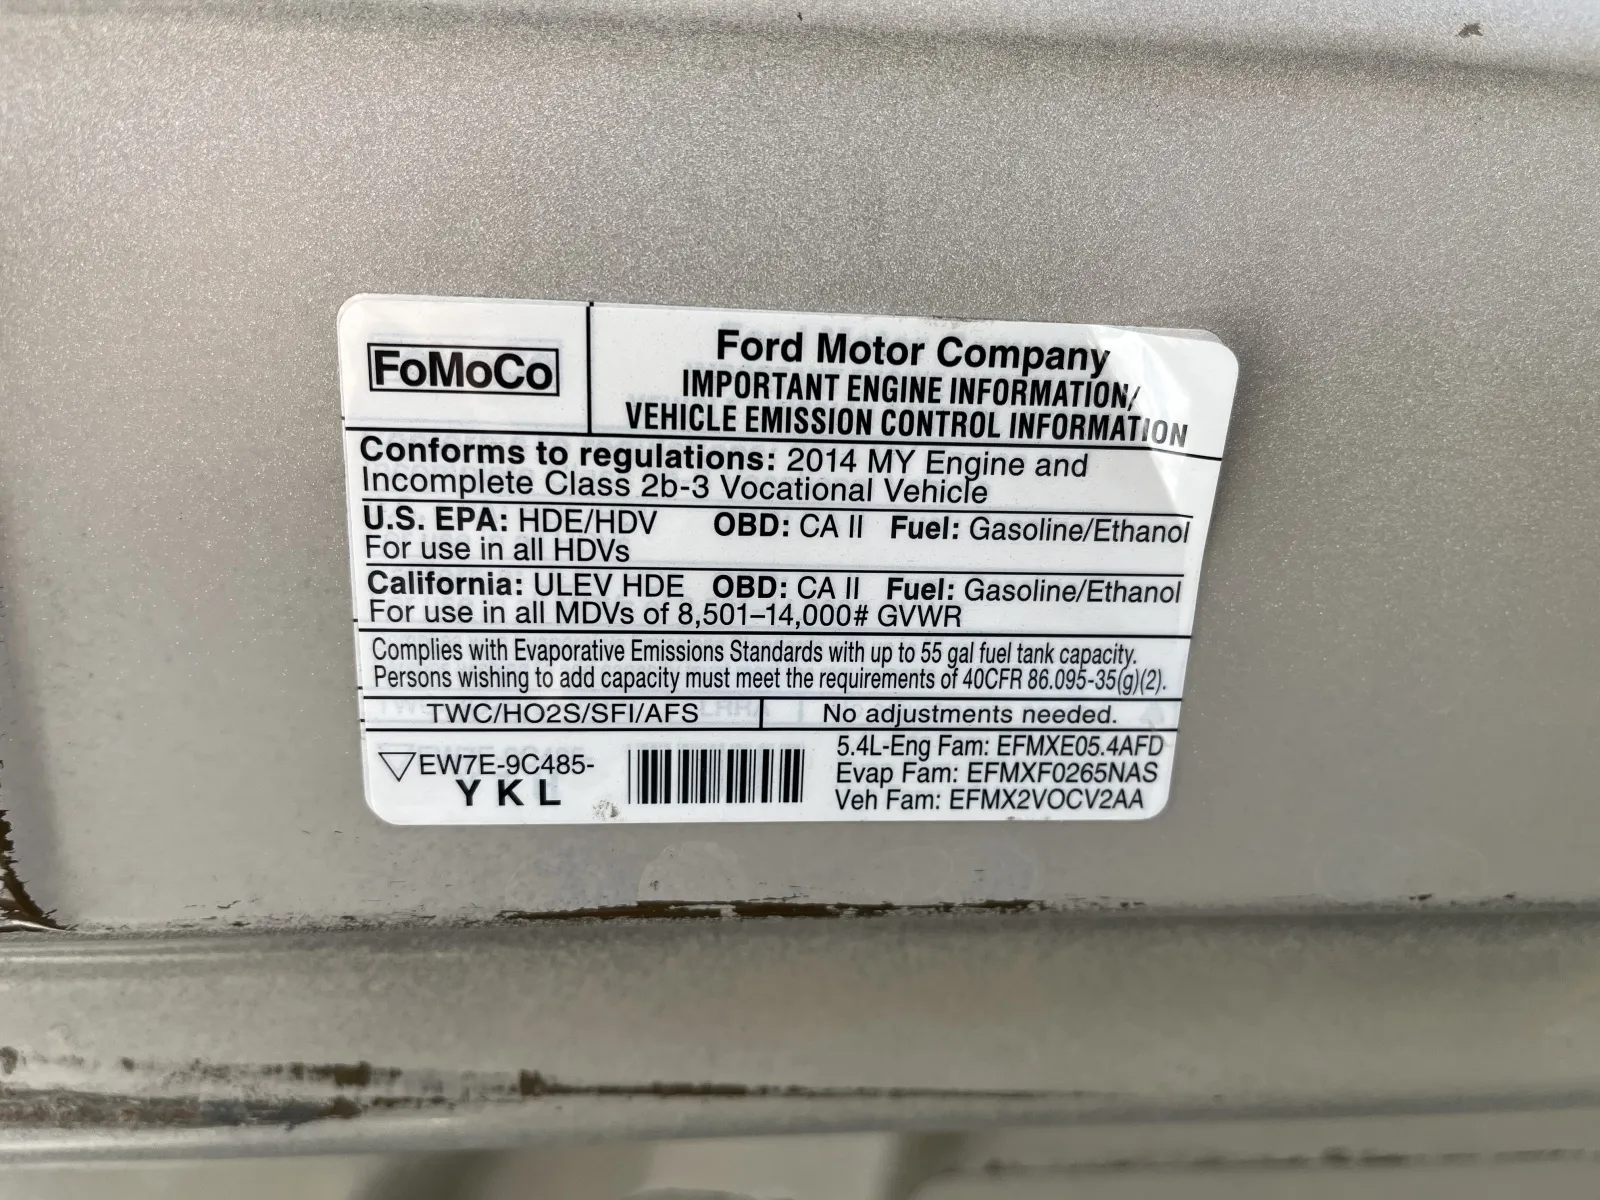 FoMoCo
Ford Motor Company
IMPORTANT ENGINE INFORMATION/
VEHICLE EMISSION CONTROL INFORMATION
Conforms to regulations: 2014 MY Engine and
Incomplete Class 2b-3 Vocational Vehicle
U.S. EPA: HDE/HDV OBD: CA II Fuel: Gasoline/Ethanol
For use in all HDVs
California: ULEV HDE OBD: CA II Fuel: Gasoline/Ethanol
For use in all MDVs of 8,501–14,000# GVWR
Complies with Evaporative Emissions Standards with up to 55 gal fuel tank capacity.
Persons wishing to add capacity must meet the requirements of 40CFR 86.095-35(g)(2).
TWC/HO2S/SFI/AFS No adjustments needed.
EW7E-9C485-
YKL
5.4L-Eng Fam: EFMXE05.4AFD
Evap Fam: EFMXF0265NAS
Veh Fam: EFMX2VOCV2AA